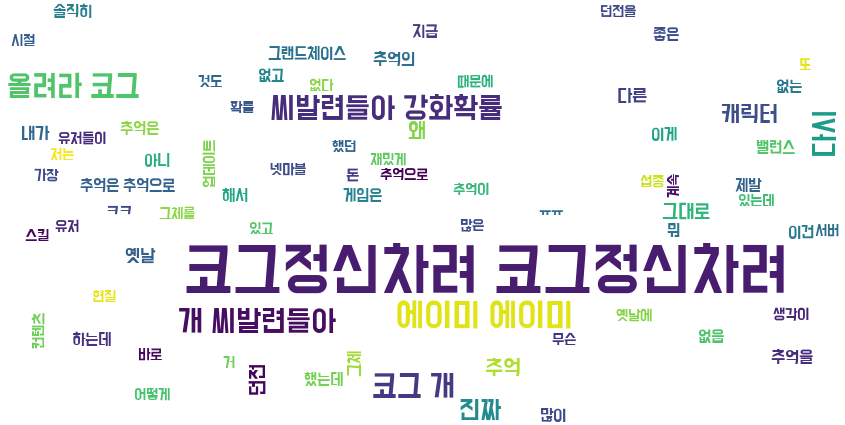 솔직히
던전을
시절
지금
좋은
그랜드체이스
추억의
또
올려라 코그
것도
없고
없다
때문에
없는
다른
확률
씨발련들아 강화확률
캐릭터
내가
유저들이
추억은
왜
이게
다시
저는
아니
업데이트
했던
재밌게
밸런스
가장
추억은 추억으로
넷마블
돈
추억으로
섭종
계속
제발
해서
게임은
추억이
있는데
ㅋㅋ
그체를
많은
ㅠㅠ
그대로
스킬
유저
있고
뭐
이건
서버
옛날
코그정신차려 코그정신차려
현질
개 씨발련들아
에이미 에이미
옛날에
생각이
컨텐츠
하는데
바로
거
그체
추억
무슨
없음
추억을
어떻게
던전
했는데
코그 개
진짜
많이